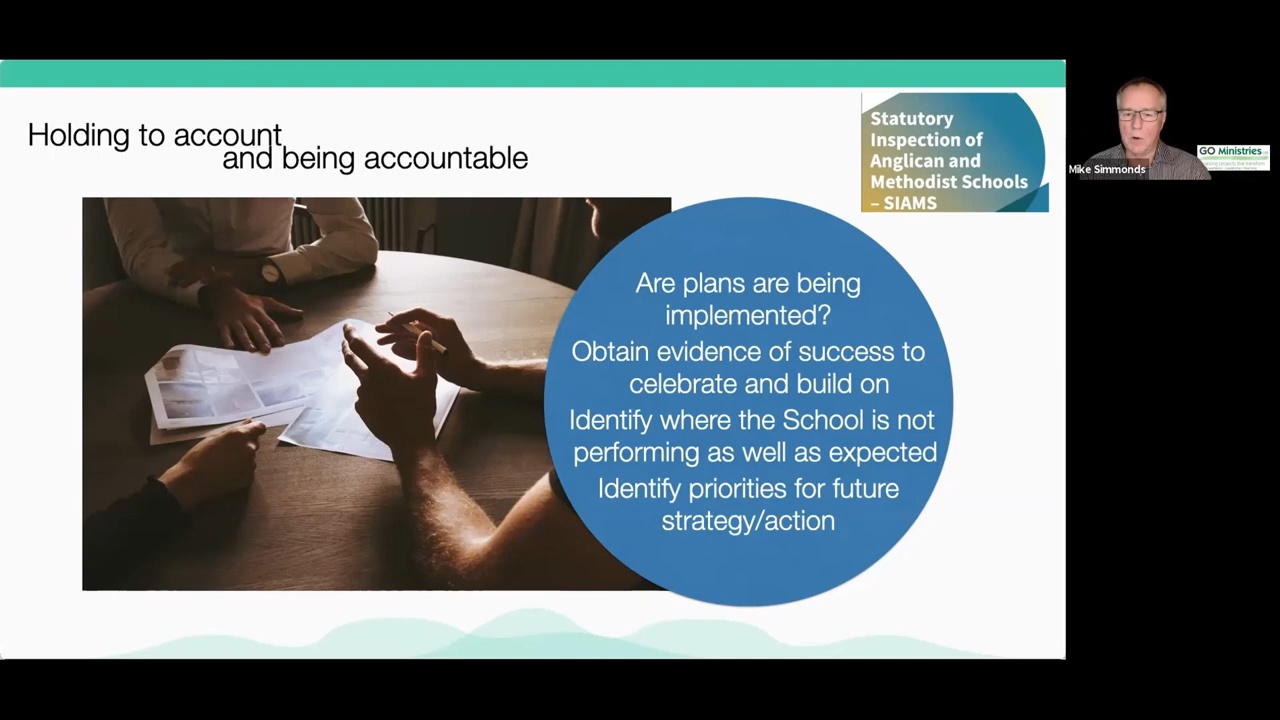 Holding to account
and being accountable
Statutory
Inspection of
Anglican and
Methodist Schools
– SIAMS
Are plans are being
implemented?
Obtain evidence of success to
celebrate and build on
Identify where the School is not
performing as well as expected
Identify priorities for future
strategy/action
GO Ministries
Mike Simmonds